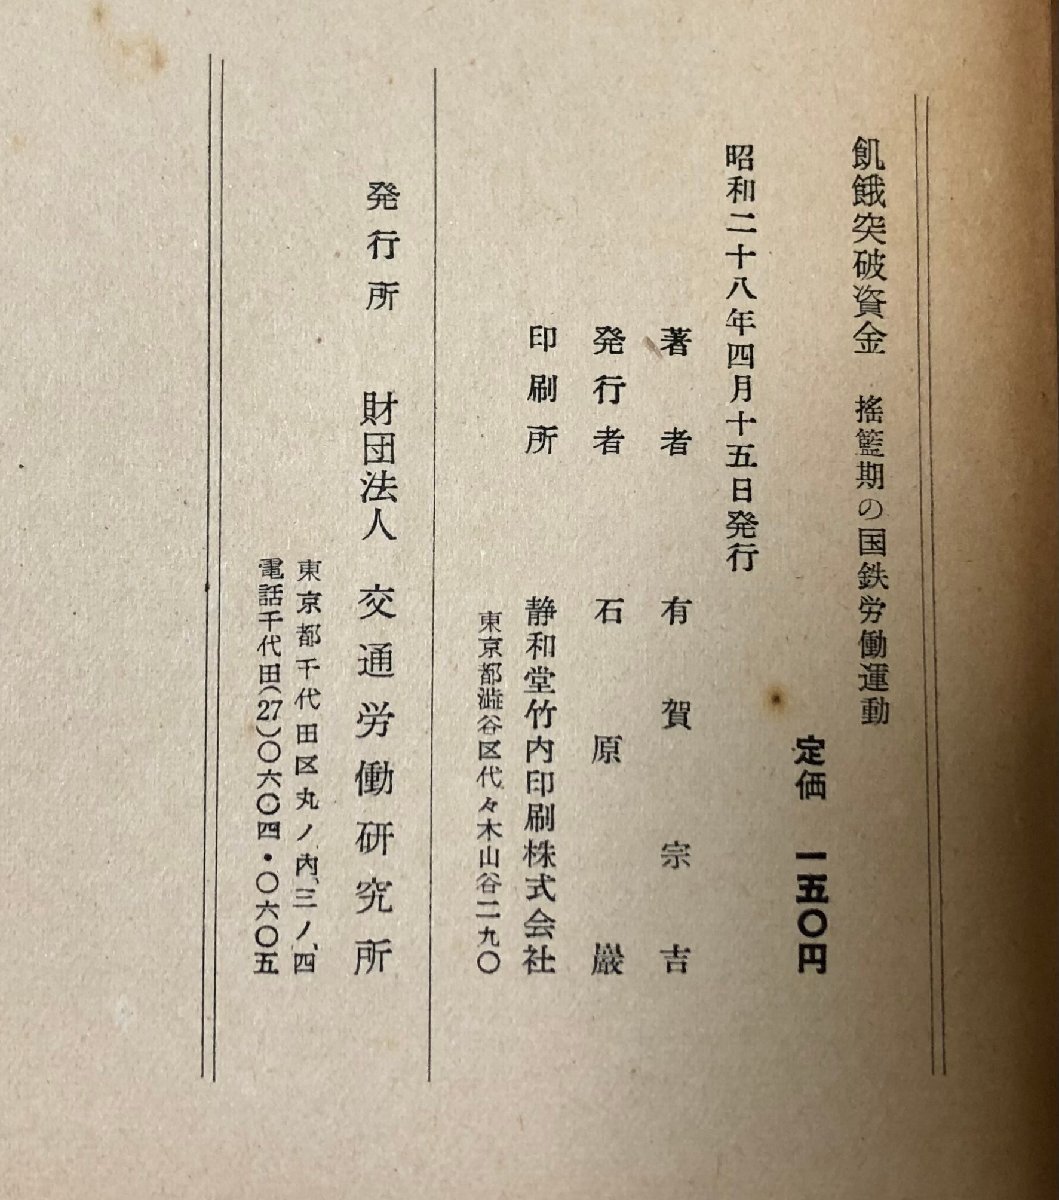 飢餓突破資金　搖籃期の国鉄労働運動
定価　一五〇円
昭和二十八年四月十五日発行
著者　有賀宗吉
発行者　石原巖
印刷所　静和堂竹内印刷株式会社
東京都澁谷区代々木山谷二九〇
発行所　財団法人　交通労働研究所
東京都千代田区丸ノ内、三ノ、四
電話千代田(27)〇六〇四・〇六〇五